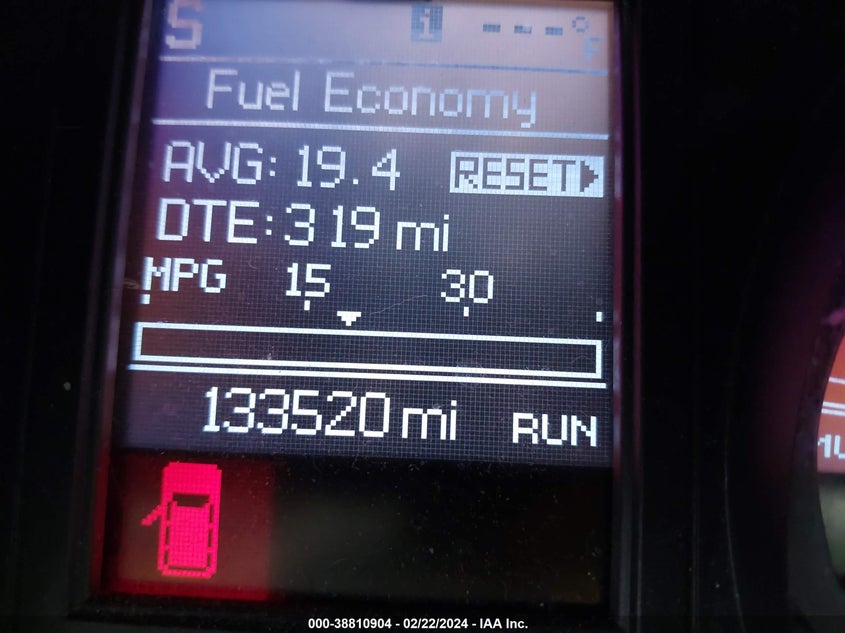 S i ---°F
Fuel Economy
AVG: 19.4 RESET>
DTE: 319 mi
MPG 15 30
133520 mi RUN
000-38810904 - 02/22/2024 - IAA Inc.